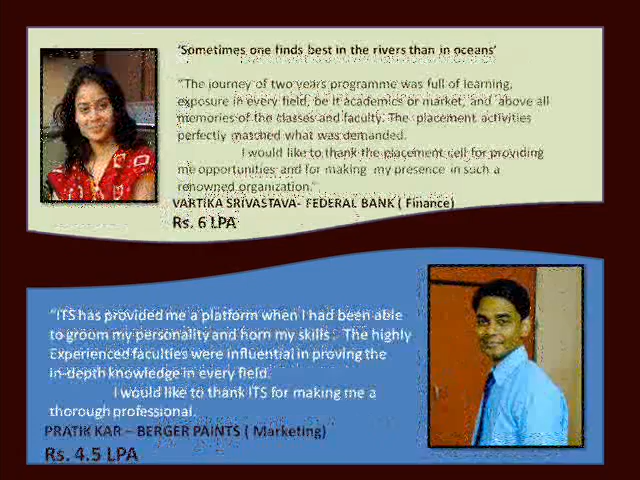 ‘Sometimes one finds best in the rivers than in oceans’
“The journey of two years programme was full of learning,
exposure in every field, be it academics or market, and above all
memories of the classes and faculty. The placement activities
perfectly matched what was demanded.
I would like to thank the placement cell for providing
me opportunities and for making my presence in such a
renowned organization.”
VARTIKA SRIVASTAVA- FEDERAL BANK ( Finance)
Rs. 6 LPA
“ITS has provided me a platform when I had been able
to groom my personality and horn my skills . The highly
Experienced faculties were influential in proving the
in-depth knowledge in every field.
I would like to thank ITS for making me a
thorough professional.
PRATIK KAR – BERGER PAINTS ( Marketing)
Rs. 4.5 LPA